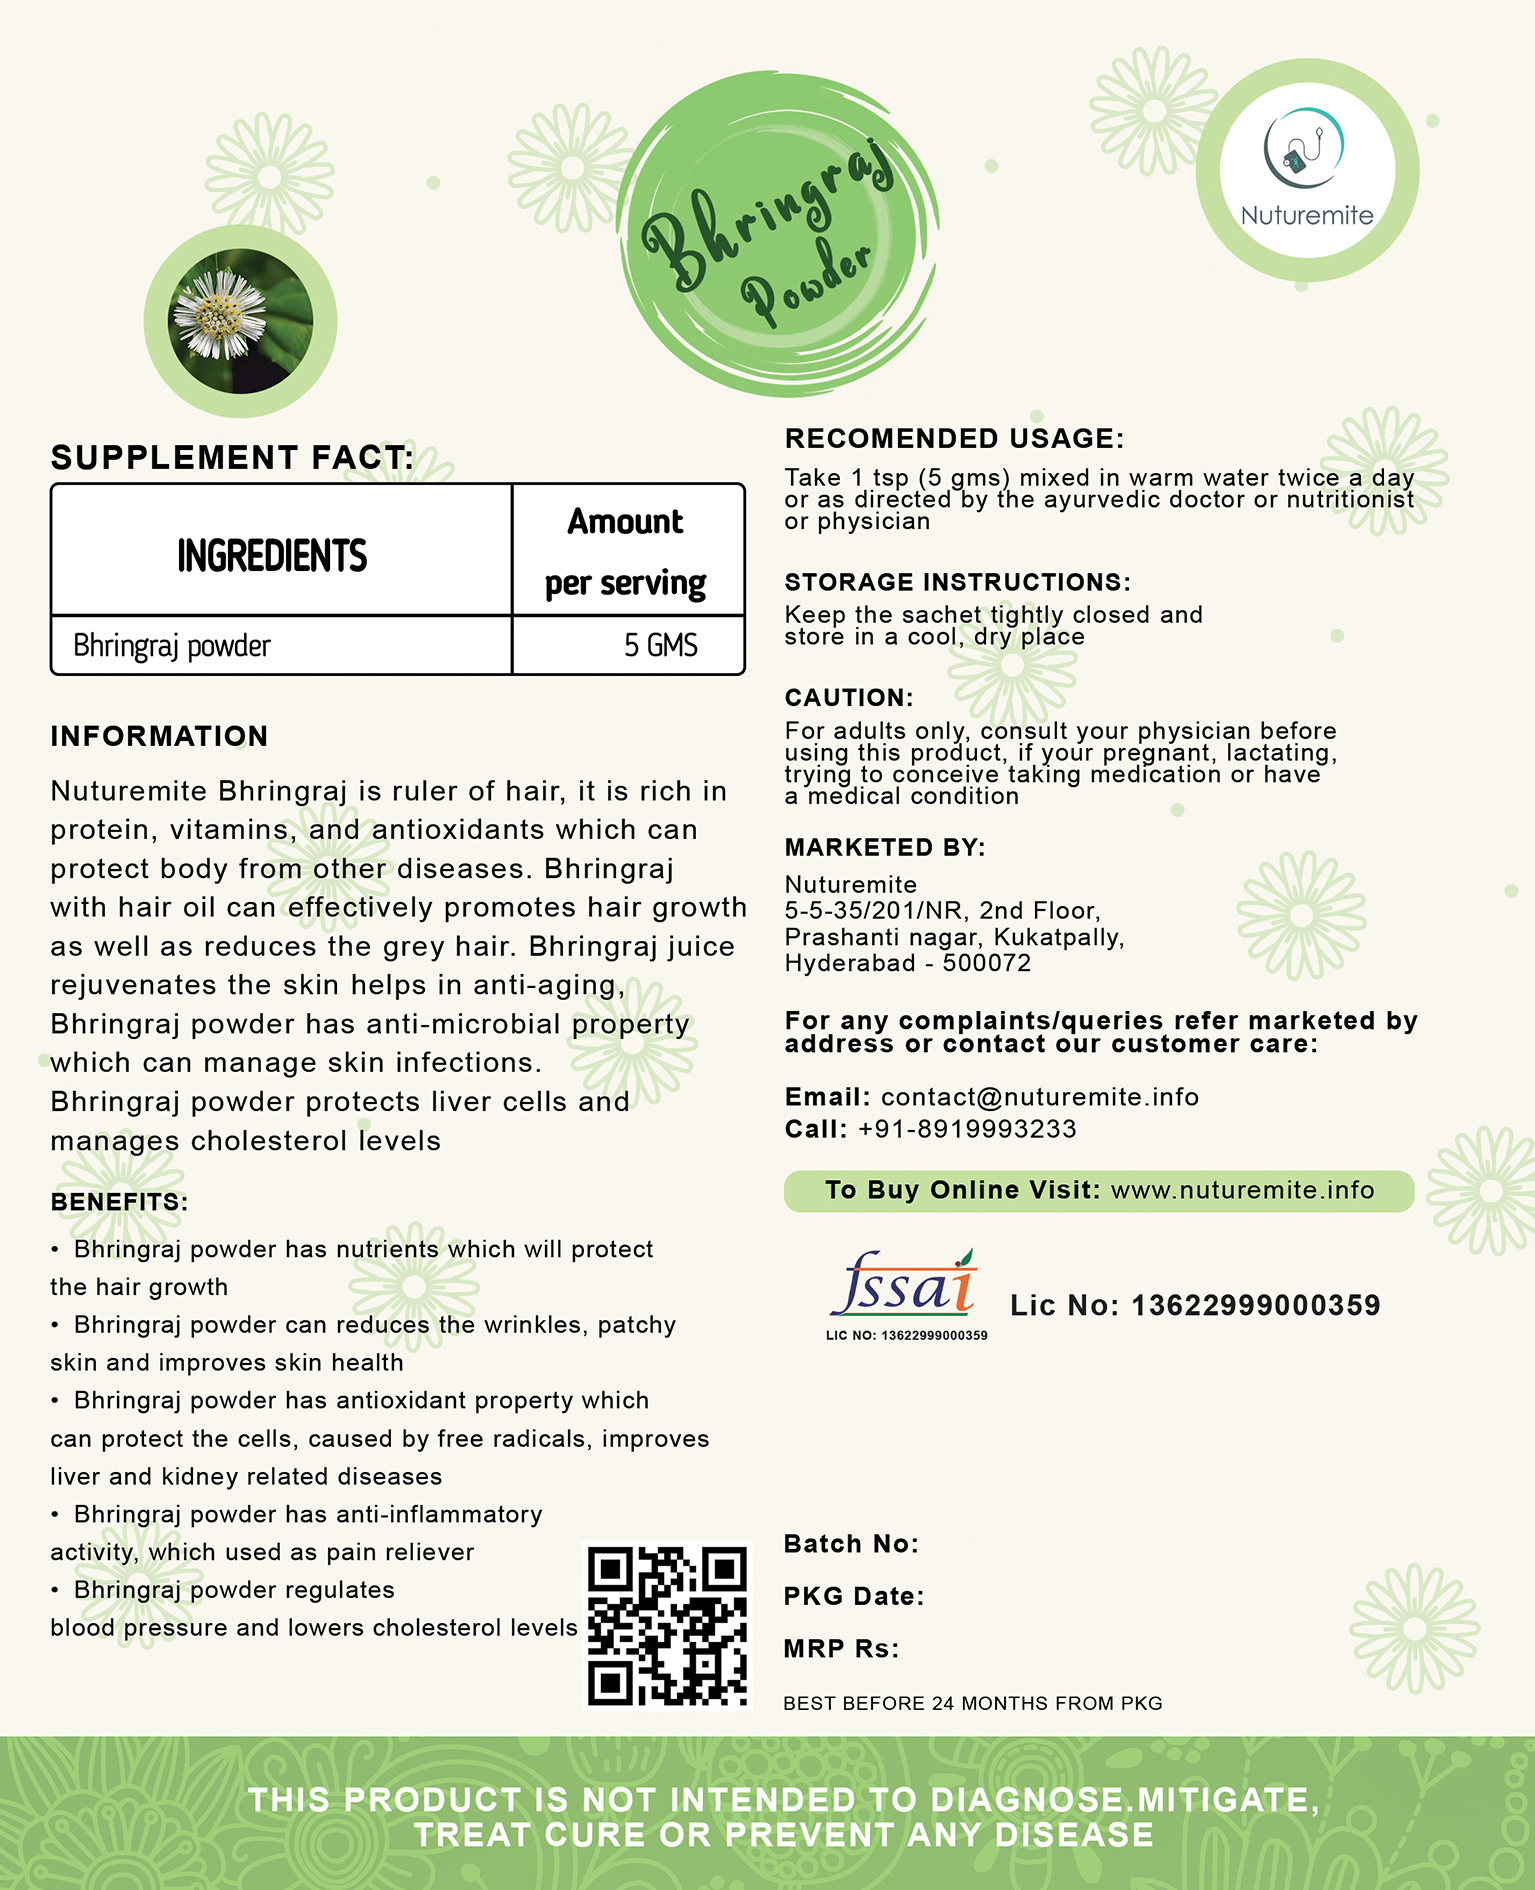 Bhringraj
Powder
Nuturemite
SUPPLEMENT FACT:
INGREDIENTS
Amount
per serving
Bhringraj powder
5 GMS
INFORMATION
Nuturemite Bhringraj is ruler of hair, it is rich in
protein, vitamins, and antioxidants which can
protect body from other diseases. Bhringraj
with hair oil can effectively promotes hair growth
as well as reduces the grey hair. Bhringraj juice
rejuvenates the skin helps in anti-aging,
Bhringraj powder has anti-microbial property
which can manage skin infections.
Bhringraj powder protects liver cells and
manages cholesterol levels
BENEFITS:
• Bhringraj powder has nutrients which will protect
the hair growth
• Bhringraj powder can reduces the wrinkles, patchy
skin and improves skin health
• Bhringraj powder has antioxidant property which
can protect the cells, caused by free radicals, improves
liver and kidney related diseases
• Bhringraj powder has anti-inflammatory
activity, which used as pain reliever
• Bhringraj powder regulates
blood pressure and lowers cholesterol levels
RECOMENDED USAGE:
Take 1 tsp (5 gms) mixed in warm water twice a day
or as directed by the ayurvedic doctor or nutritionist
or physician
STORAGE INSTRUCTIONS:
Keep the sachet tightly closed and
store in a cool, dry place
CAUTION:
For adults only, consult your physician before
using this product, if your pregnant, lactating,
trying to conceive taking medication or have
a medical condition
MARKETED BY:
Nuturemite
5-5-35/201/NR, 2nd Floor,
Prashanti nagar, Kukatpally,
Hyderabad - 500072
For any complaints/queries refer marketed by
address or contact our customer care:
Email: contact@nuturemite.info
Call: +91-8919993233
To Buy Online Visit: www.nuturemite.info
fssai
LIC NO: 13622999000359
Lic No: 13622999000359
Batch No:
PKG Date:
MRP Rs:
BEST BEFORE 24 MONTHS FROM PKG
THIS PRODUCT IS NOT INTENDED TO DIAGNOSE.MITIGATE,
TREAT CURE OR PREVENT ANY DISEASE